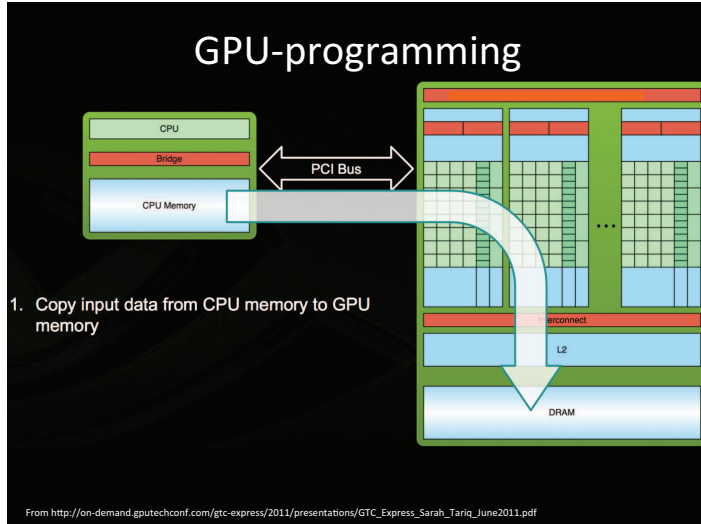 GPU-programming
CPU
Bridge
CPU Memory
PCI Bus
...
1. Copy input data from CPU memory to GPU
memory
L2
DRAM
From http://on-demand.gputechconf.com/gtc-express/2011/presentations/GTC_Express_Sarah_Tariq_June2011.pdf